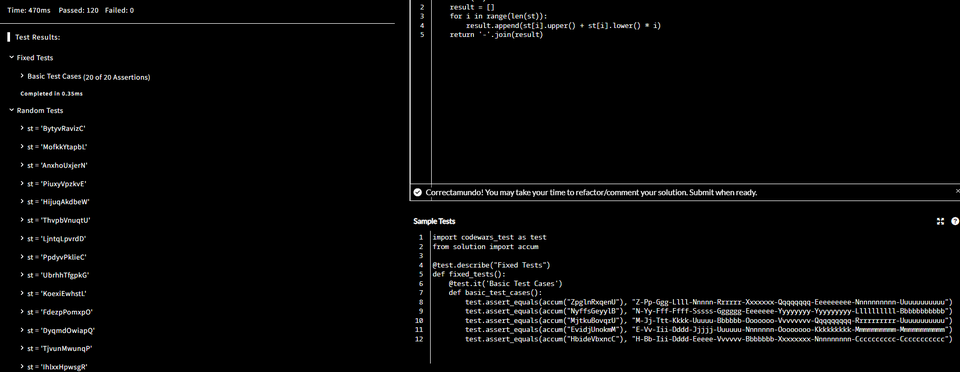 Time: 470ms Passed: 120 Failed: 0
Test Results:
Fixed Tests
Basic Test Cases (20 of 20 Assertions)
Completed in 0.35ms
Random Tests
st = 'BytyvRavizC'
st = 'MofkkYtapbL'
st = 'AnxhoUxjerN'
st = 'PiuxyVpzkvE'
st = 'HijuqAkdbeW'
st = 'ThvpbVnuqtU'
st = 'LjntqLpvrdD'
st = 'PpdyvPklieC'
st = 'UbrhhTfgpkG'
st = 'KoexiEwhstL'
st = 'FdezpPomxpO'
st = 'DyqmdOwiapQ'
st = 'TjvunMwunqP'
st = 'IhlxxHpwsgR'
2 result = []
3 for i in range(len(st)):
4 result.append(st[i].upper() + st[i].lower() * i)
5 return '-'.join(result)
Correctamundo! You may take your time to refactor/comment your solution. Submit when ready.
Sample Tests
1 import codewars_test as test
2 from solution import accum
3
4 @test.describe("Fixed Tests")
5 def fixed_tests():
6 @test.it('Basic Test Cases')
7 def basic_test_cases():
8 test.assert_equals(accum("ZpglnRxqenU"), "Z-Pp-Ggg-Llll-Nnnnn-Rrrrrr-Xxxxxxx-Qqqqqqqq-Eeeeeeeee-Nnnnnnnnnn-Uuuuuuuuuuu")
9 test.assert_equals(accum("NyffsGeyylB"), "N-Yy-Fff-Ffff-Sssss-Gggggg-Eeeeeee-Yyyyyyyy-Yyyyyyyyy-Llllllllll-Bbbbbbbbbbb")
10 test.assert_equals(accum("MjtkuBovqrU"), "M-Jj-Ttt-Kkkk-Uuuuu-Bbbbbb-Ooooooo-Vvvvvvvv-Qqqqqqqqq-Rrrrrrrrrr-Uuuuuuuuuuu")
11 test.assert_equals(accum("EvidjUnokmM"), "E-Vv-Iii-Dddd-Jjjjj-Uuuuuu-Nnnnnnn-Oooooooo-Kkkkkkkkk-Mmmmmmmmmm-Mmmmmmmmmmm")
12 test.assert_equals(accum("HbideVbxncC"), "H-Bb-Iii-Dddd-Eeeee-Vvvvvv-Bbbbbbb-Xxxxxxxx-Nnnnnnnnn-Cccccccccc-Ccccccccccc")